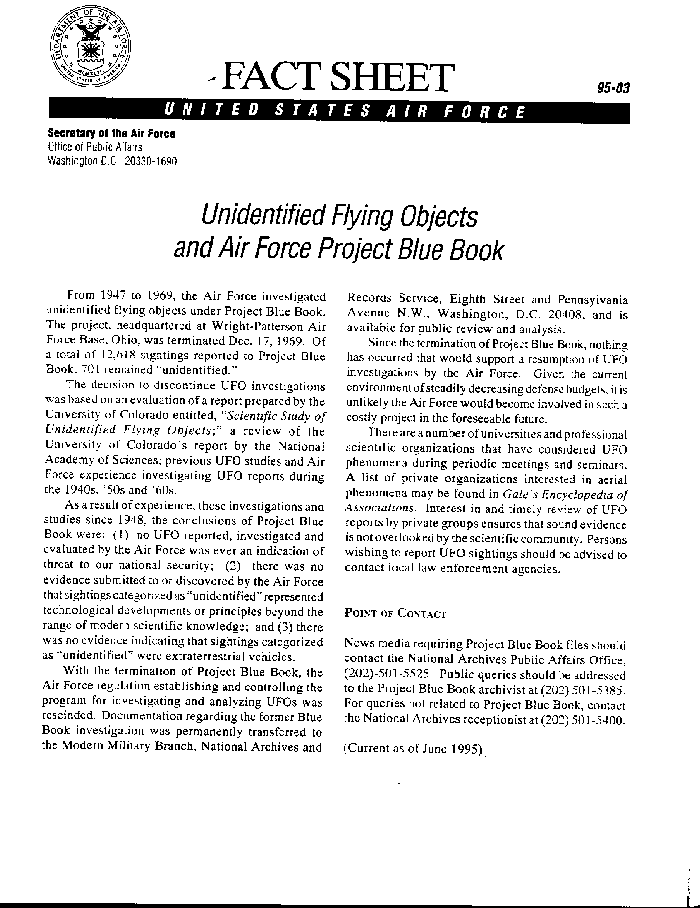 DEPARTMENT OF THE AIR FORCE
FACT SHEET
95-03
UNITED STATES AIR FORCE
Secretary of the Air Force
Office of Public Affairs
Washington D.C. 20330-1690
Unidentified Flying Objects
and Air Force Project Blue Book
From 1947 to 1969, the Air Force investigated
unidentified flying objects under Project Blue Book.
The project, headquartered at Wright-Patterson Air
Force Base, Ohio, was terminated Dec. 17, 1969. Of
a total of 12,618 sightings reported to Project Blue
Book, 701 remained "unidentified."
The decision to discontinue UFO investigations
was based on an evaluation of a report prepared by the
University of Colorado entitled, "Scientific Study of
Unidentified Flying Objects;" a review of the
University of Colorado's report by the National
Academy of Sciences; previous UFO studies and Air
Force experience investigating UFO reports during
the 1940s, '50s and '60s.
As a result of experience, these investigations and
studies since 1948, the conclusions of Project Blue
Book were: (1) no UFO reported, investigated and
evaluated by the Air Force was ever an indication of
threat to our national security; (2) there was no
evidence submitted to or discovered by the Air Force
that sightings categorized as "unidentified" represented
technological developments or principles beyond the
range of modern scientific knowledge; and (3) there
was no evidence indicating that sightings categorized
as "unidentified" were extraterrestrial vehicles.
With the termination of Project Blue Book, the
Air Force regulation establishing and controlling the
program for investigating and analyzing UFOs was
rescinded. Documentation regarding the former Blue
Book investigation was permanently transferred to
the Modern Military Branch, National Archives and
Records Service, Eighth Street and Pennsyivania
Avenue N.W., Washington, D.C. 20408, and is
available for public review and analysis.
Since the termination of Project Blue Book, nothing
has occurred that would support a resumption of UFO
investigations by the Air Force. Given the current
environment of steadily decreasing defense budgets, it is
unlikely the Air Force would become involved in such a
costly project in the foreseeable future.
There are a number of universities and professional
scientific organizations that have considered UFO
phenomena during periodic meetings and seminars.
A list of private organizations interested in aerial
phenomena may be found in Gale's Encyclopedia of
Associations. Interest in and timely review of UFO
reports by private groups ensures that sound evidence
is not overlooked by the scientific community. Persons
wishing to report UFO sightings should be advised to
contact local law enforcement agencies.
POINT OF CONTACT
News media requiring Project Blue Book files should
contact the National Archives Public Affairs Office,
(202)-501-5525. Public queries should be addressed
to the Project Blue Book archivist at (202) 501-5385.
For queries not related to Project Blue Book, contact
the National Archives receptionist at (202) 501-5400.
(Current as of June 1995)